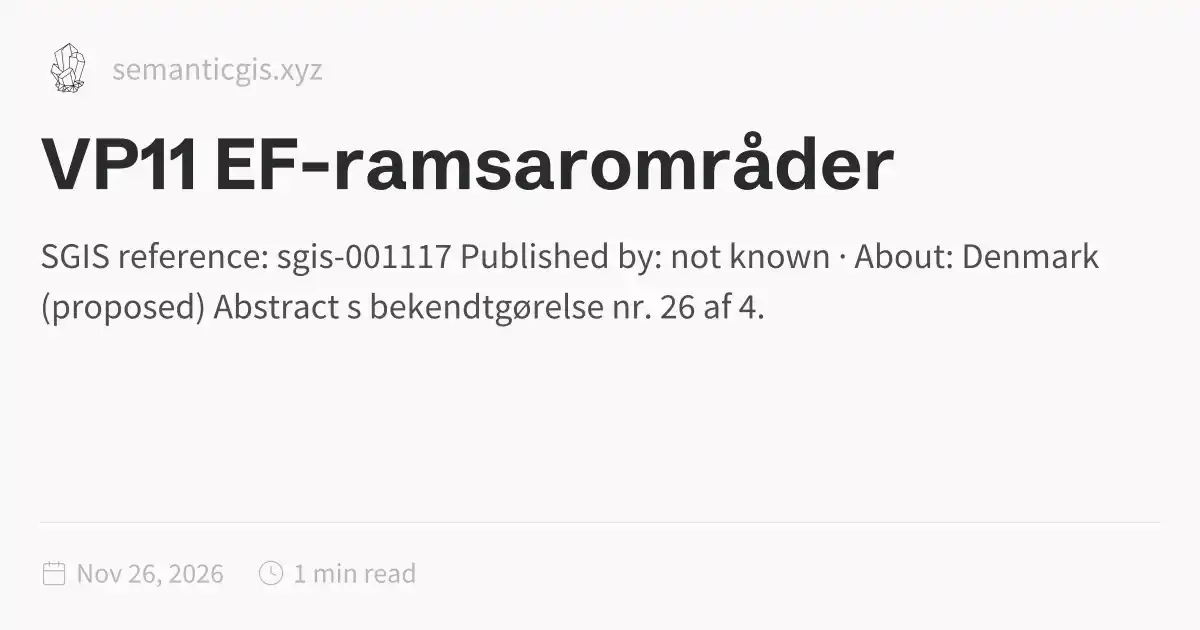 semanticgis.xyz
VP11 EF-ramsarområder
SGIS reference: sgis-001117 Published by: not known · About: Denmark
(proposed) Abstract s bekendtgørelse nr. 26 af 4.
Nov 26, 2026 1 min read